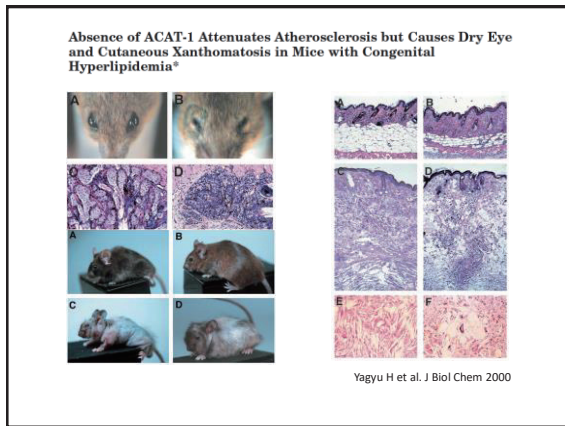 Absence of ACAT-1 Attenuates Atherosclerosis but Causes Dry Eye
and Cutaneous Xanthomatosis in Mice with Congenital
Hyperlipidemia*
A B
C D
A B
C D
A B
C D
E F
Yagyu H et al. J Biol Chem 2000